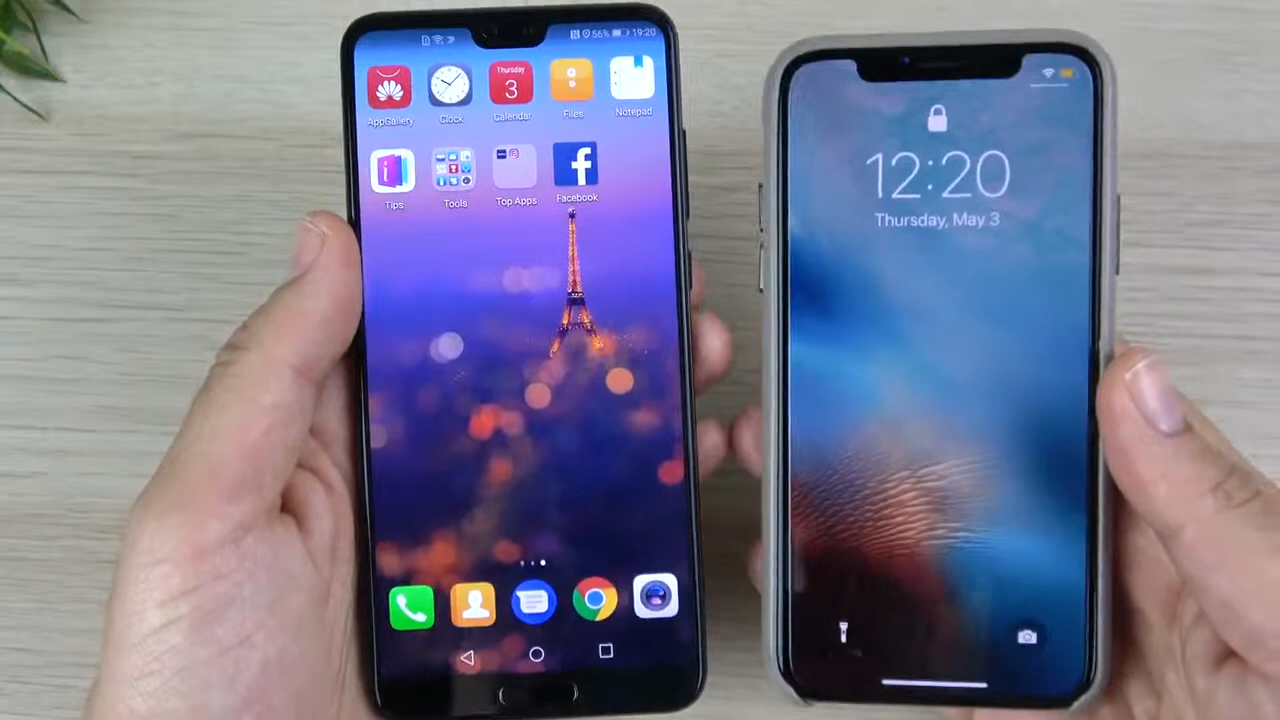 56% 19:20
Thursday
3
AppGallery Clock Calendar Files Notepad
Tips Tools Top Apps Facebook
12:20
Thursday, May 3